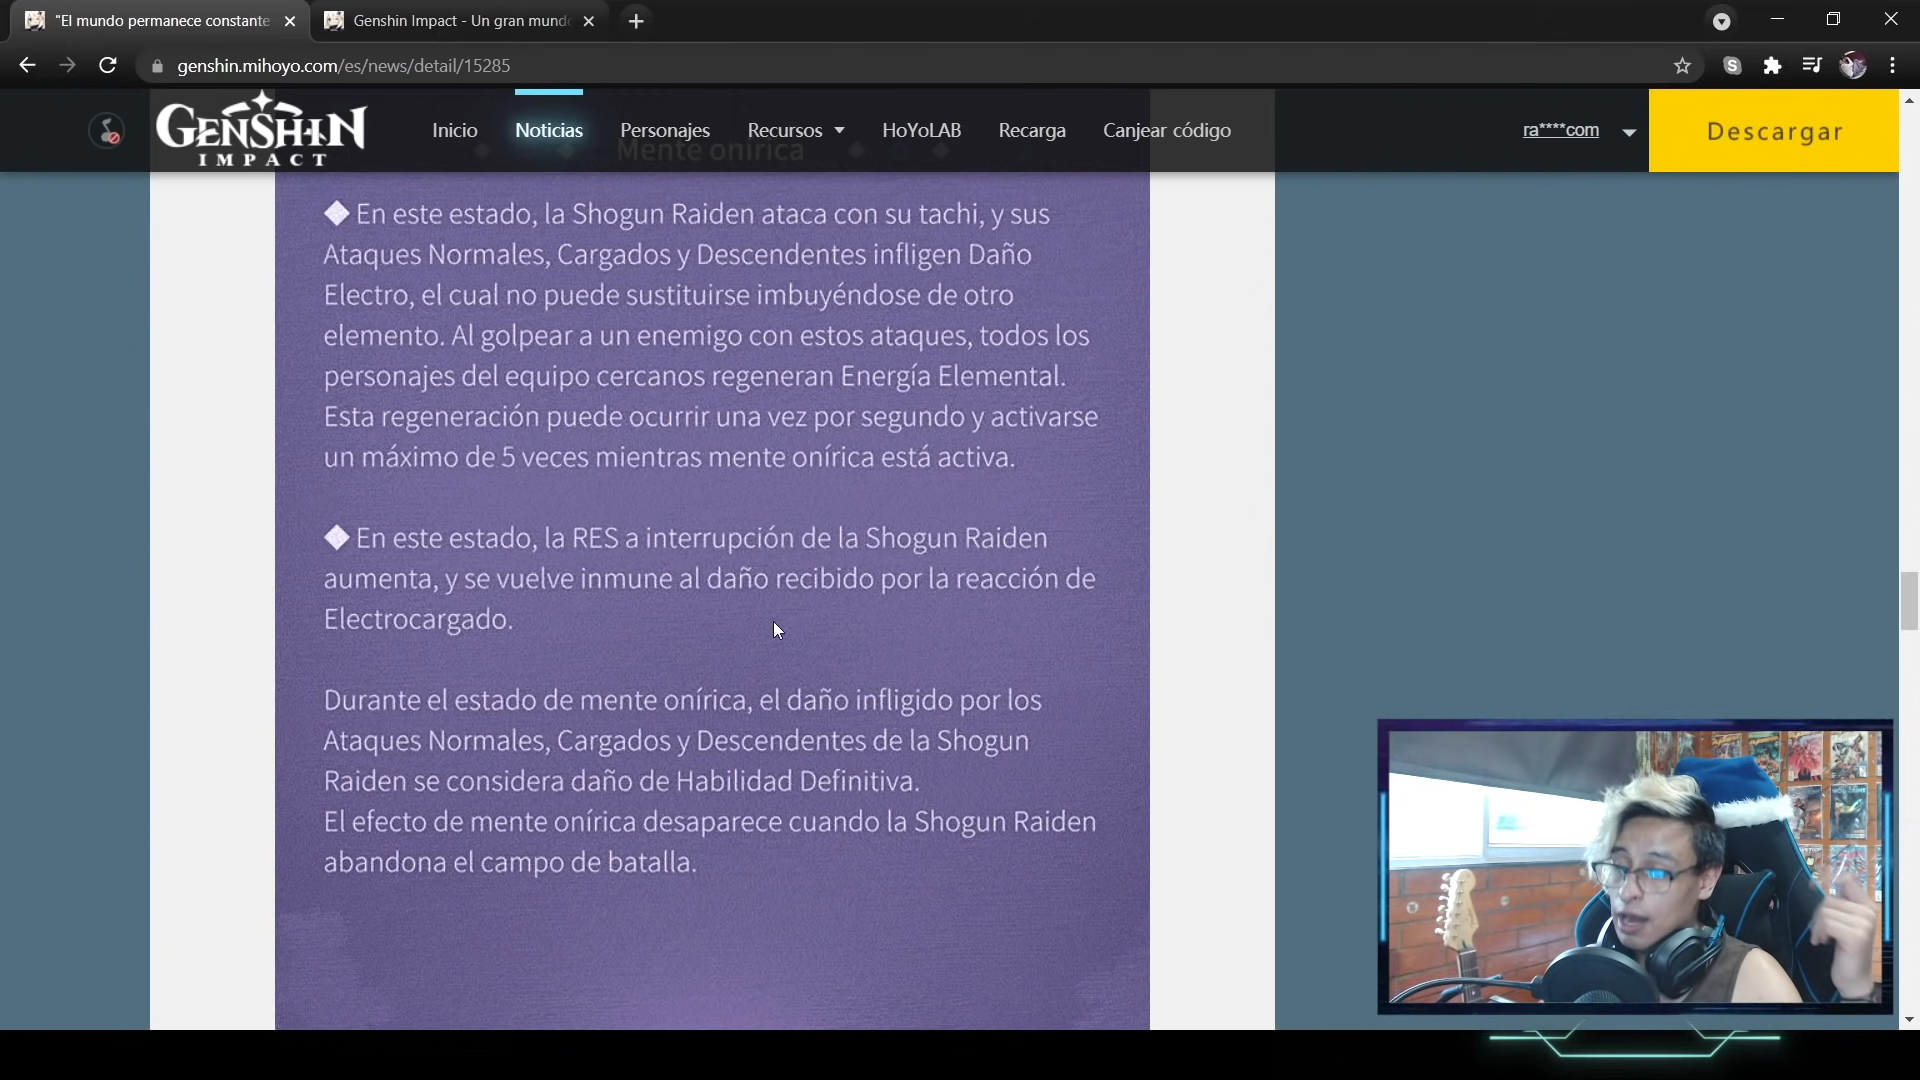 "El mundo permanece constante
Genshin Impact - Un gran mund
genshin.mihoyo.com/es/news/detail/15285
GENSHIN
IMPACT
Inicio
Noticias
Personajes
Recursos
HoYoLAB
Recarga
Canjear código
ra****com
Descargar
Mente onírica
En este estado, la Shogun Raiden ataca con su tachi, y sus
Ataques Normales, Cargados y Descendentes infligen Daño
Electro, el cual no puede sustituirse imbuyéndose de otro
elemento. Al golpear a un enemigo con estos ataques, todos los
personajes del equipo cercanos regeneran Energía Elemental.
Esta regeneración puede ocurrir una vez por segundo y activarse
un máximo de 5 veces mientras mente onírica está activa.
En este estado, la RES a interrupción de la Shogun Raiden
aumenta, y se vuelve inmune al daño recibido por la reacción de
Electrocargado.
Durante el estado de mente onírica, el daño infligido por los
Ataques Normales, Cargados y Descendentes de la Shogun
Raiden se considera daño de Habilidad Definitiva.
El efecto de mente onírica desaparece cuando la Shogun Raiden
abandona el campo de batalla.